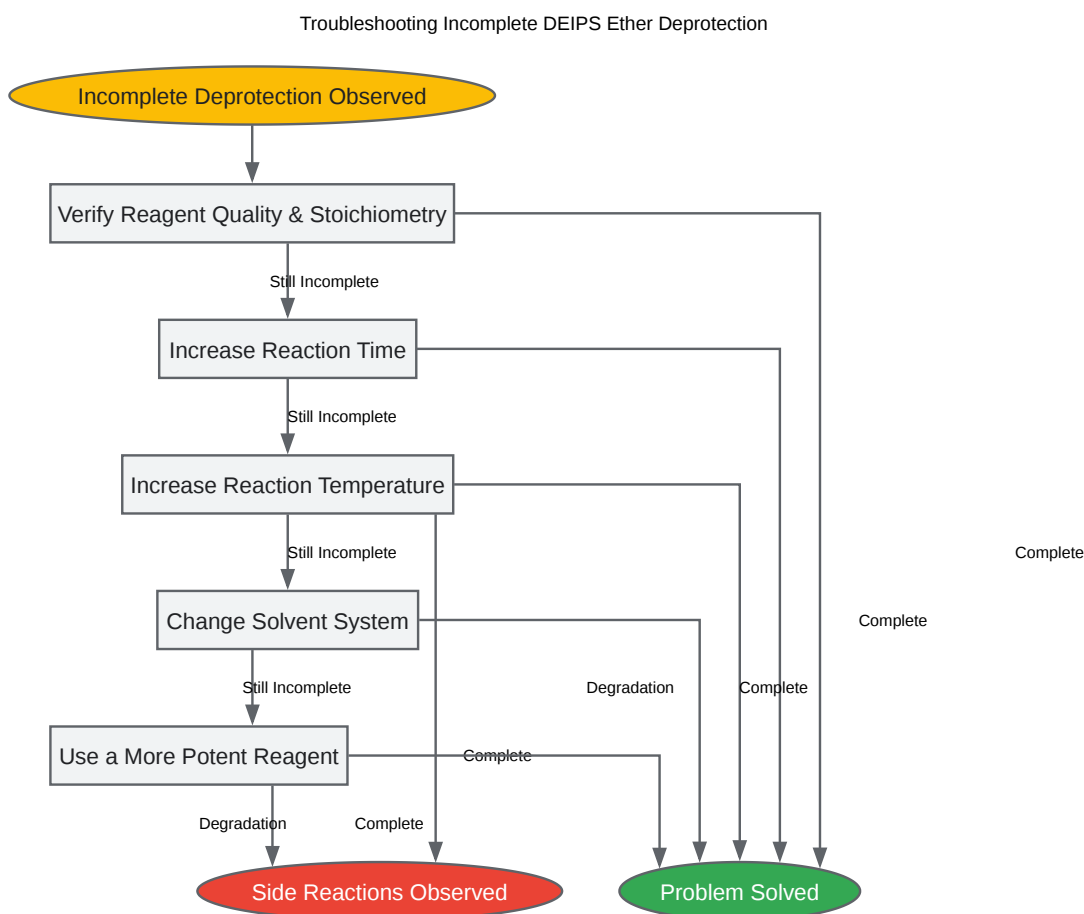 Troubleshooting Incomplete DEIPS Ether Deprotection
Incomplete Deprotection Observed
Verify Reagent Quality & Stoichiometry
Still Incomplete
Increase Reaction Time
Still Incomplete
Increase Reaction Temperature
Still Incomplete
Complete
Change Solvent System
Complete
Still Incomplete
Degradation
Complete
Use a More Potent Reagent
Complete
Degradation
Complete
Side Reactions Observed
Problem Solved